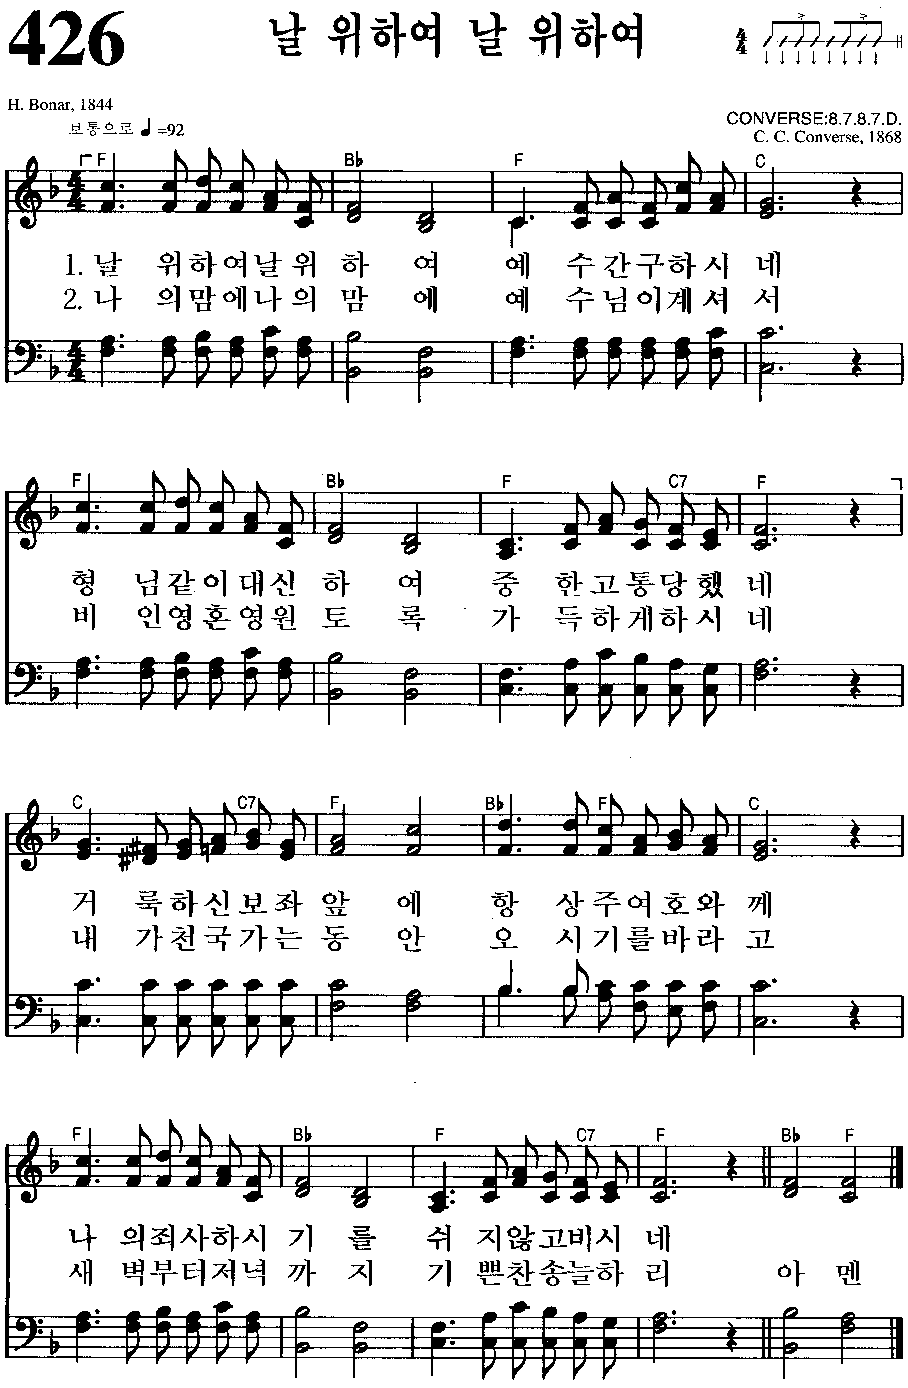 426
날 위하여 날 위하여
4/4
H. Bonar, 1844
보통으로 ♩=92
CONVERSE:8.7.8.7.D.
C. C. Converse, 1868
F B♭ F C
1. 날 위하여날위 하 여 예 수간구하시네
2. 나 의맘에나의 맘 에 예 수님이계셔서
F B♭ F C7 F
형 님같이대신 하 여 중 한고통당했네
비 인영혼영원 토 록 가 득하게하시네
C C7 F B♭ F C
거 룩하신보좌 앞 에 항 상주여호와께
내 가천국가는 동 안 오 시기를바라고
F B♭ F C7 F B♭ F
나 의죄사하시 기 를 쉬 지않고비시네
새 벽부터저녁 까 지 기 쁜찬송늘하리 아 멘